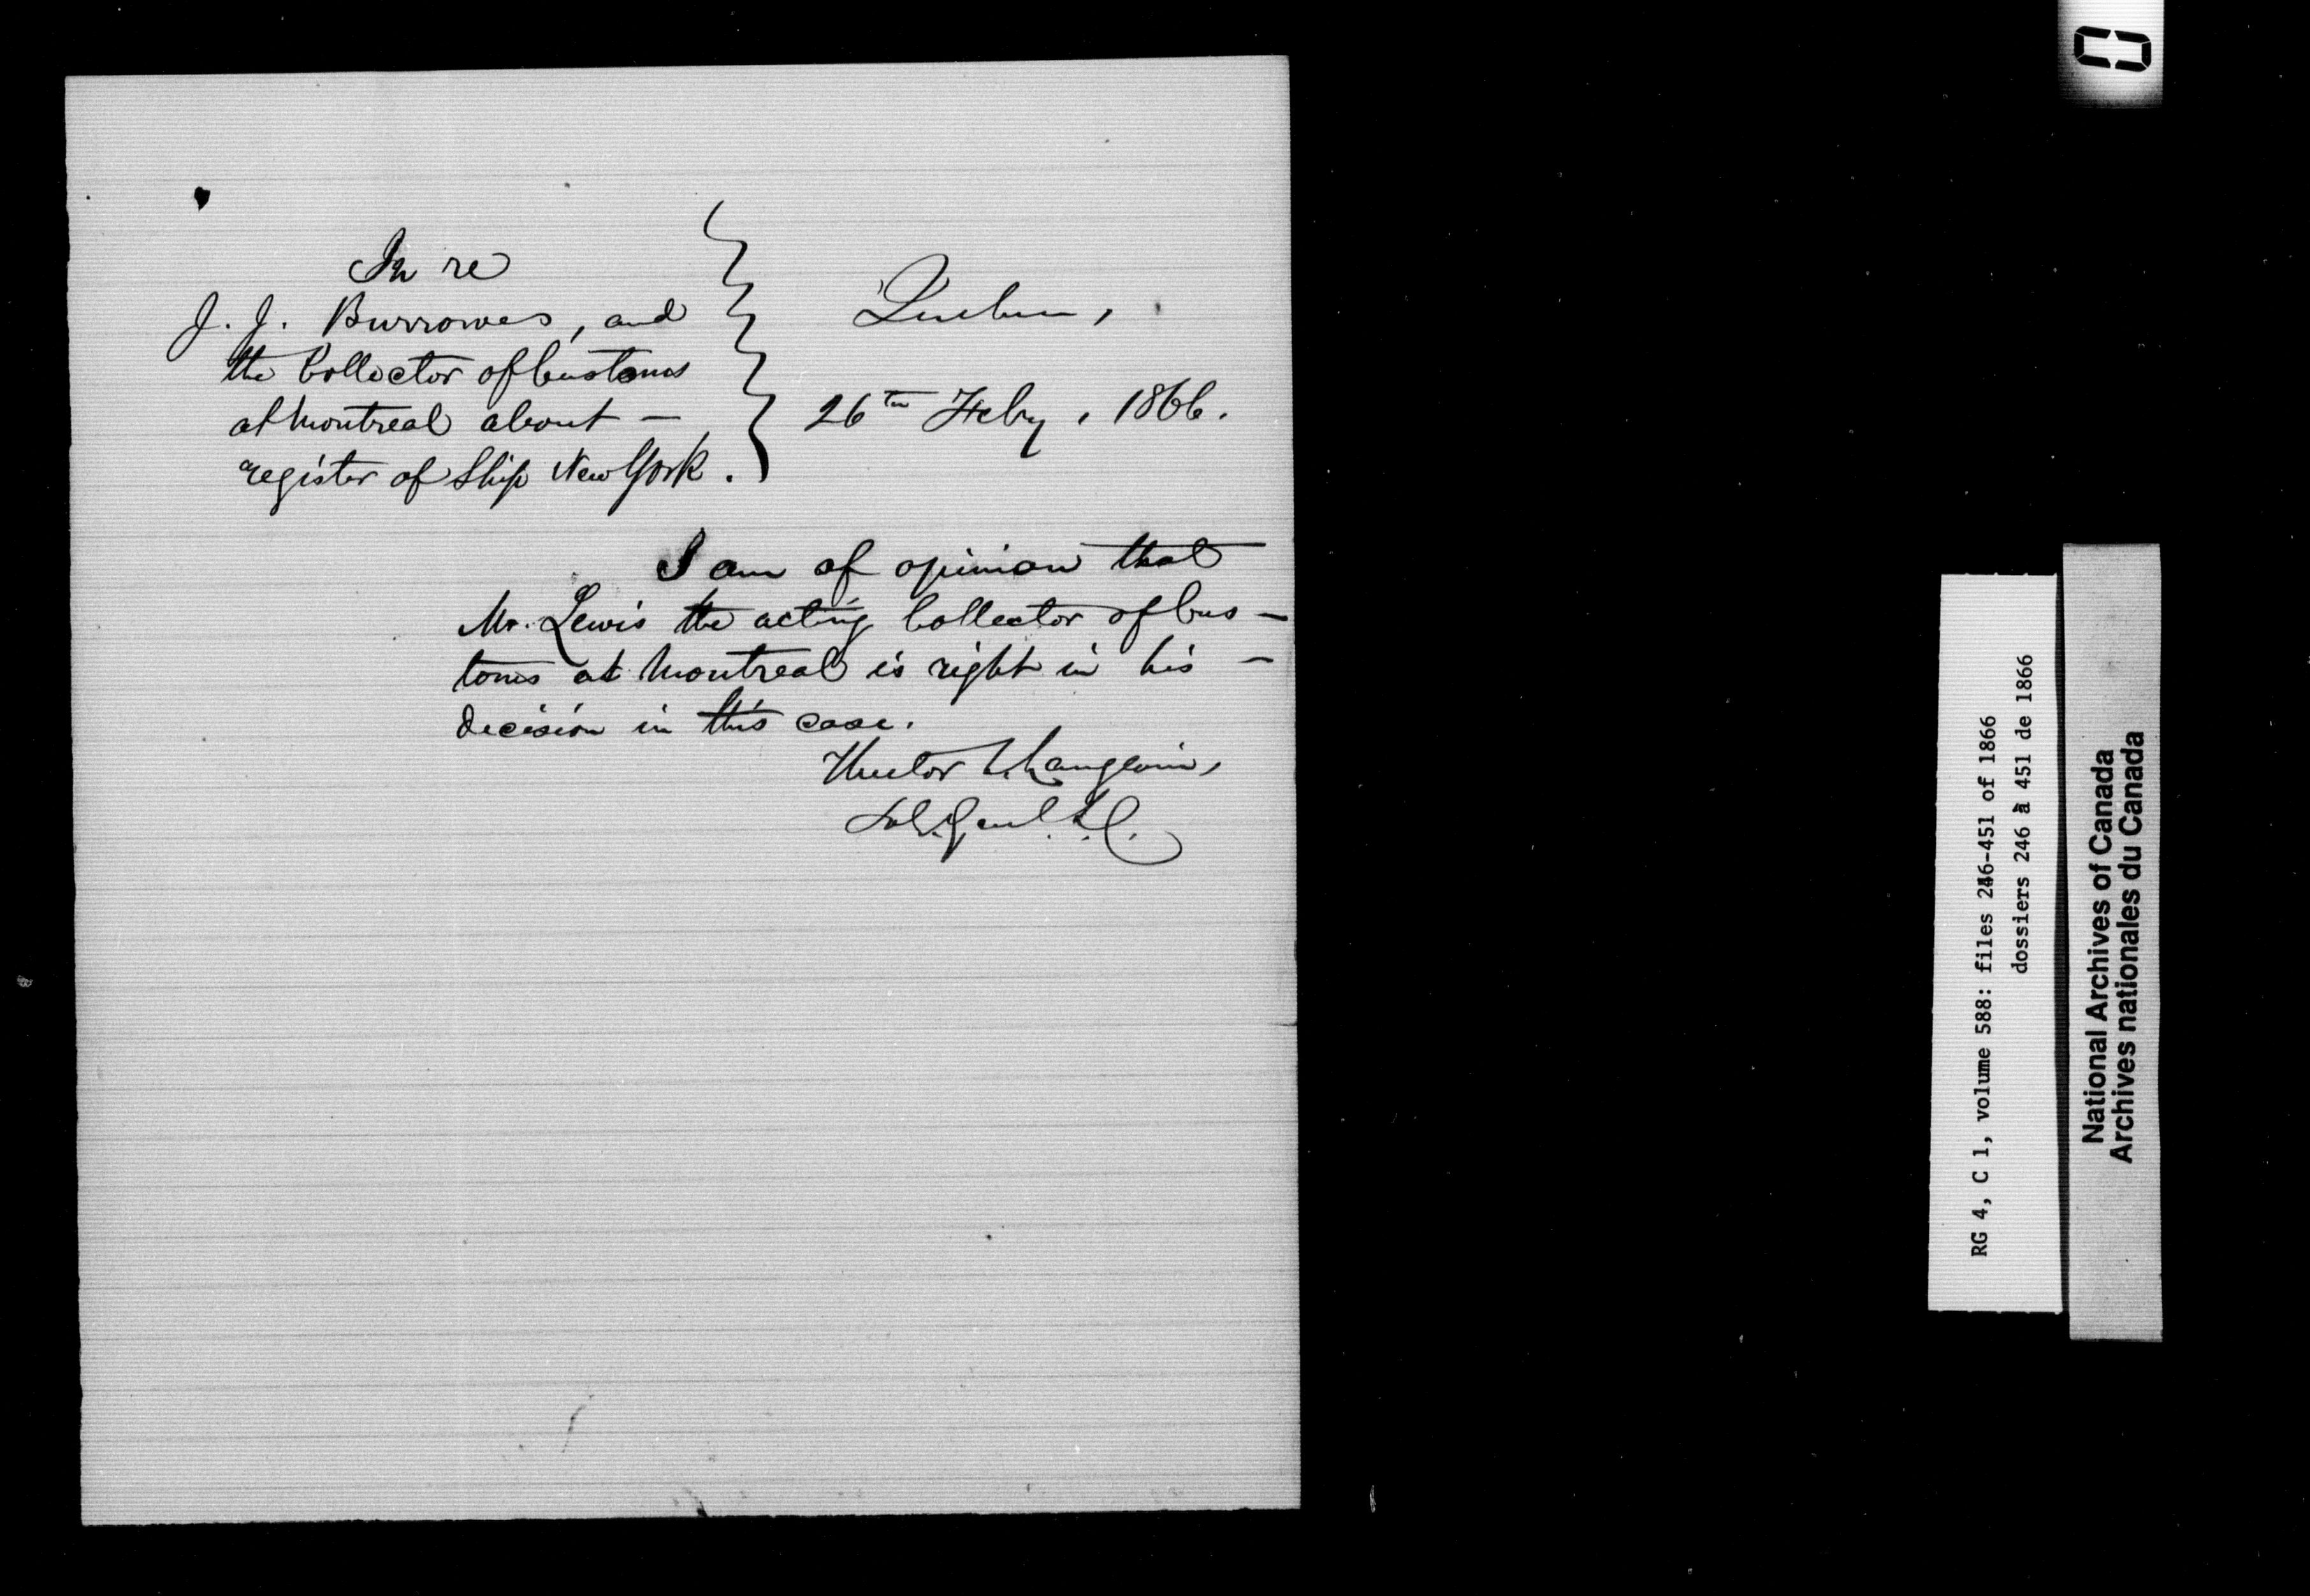 In re
J. J. Burrowes, and
the Collector of Customs
at Montreal about —
register of Ship New York.
Quebec,
26th Feby, 1866.
I am of opinion that
Mr. Lewis the acting Collector of Cus-
toms at Montreal is right in his —
decision in this case.
Hector L. Langevin,
Sol. Genl. L.C.
RG 4, C 1, volume 588: files 246-451 of 1866
dossiers 246 à 451 de 1866
National Archives of Canada
Archives nationales du Canada